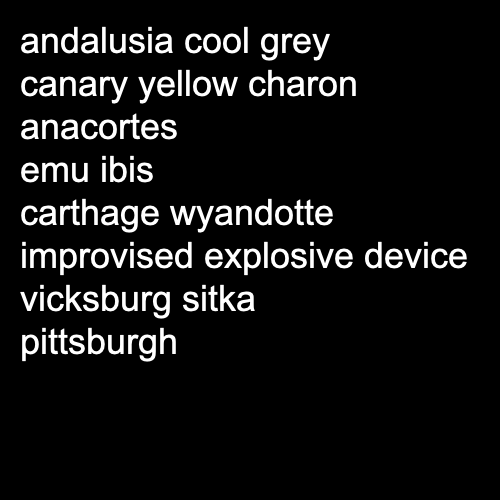 andalusia cool grey
canary yellow charon
anacortes
emu ibis
carthage wyandotte
improvised explosive device
vicksburg sitka
pittsburgh